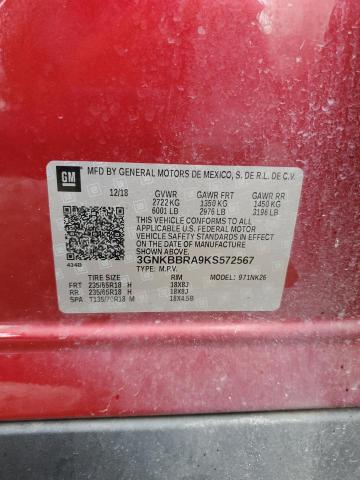 GM
MFD BY GENERAL MOTORS DE MEXICO, S. DE R.L. DE C.V.
12/18 GVWR GAWR FRT GAWR RR
2722 KG 1350 KG 1450 KG
6001 LB 2976 LB 3196 LB
THIS VEHICLE CONFORMS TO ALL
APPLICABLE U.S. FEDERAL MOTOR
VEHICLE SAFETY STANDARDS IN
EFFECT ON THE DATE OF MANUFACTURE
SHOWN ABOVE.
3GNKBBRA9KS572567
TYPE: M.P.V. MODEL: 971NK26
424B
TIRE SIZE RIM
FRT 235/65R18 H 18X8J
RR 235/65R18 H 18X8J
SPA T135/70R18 M 18X4.5B